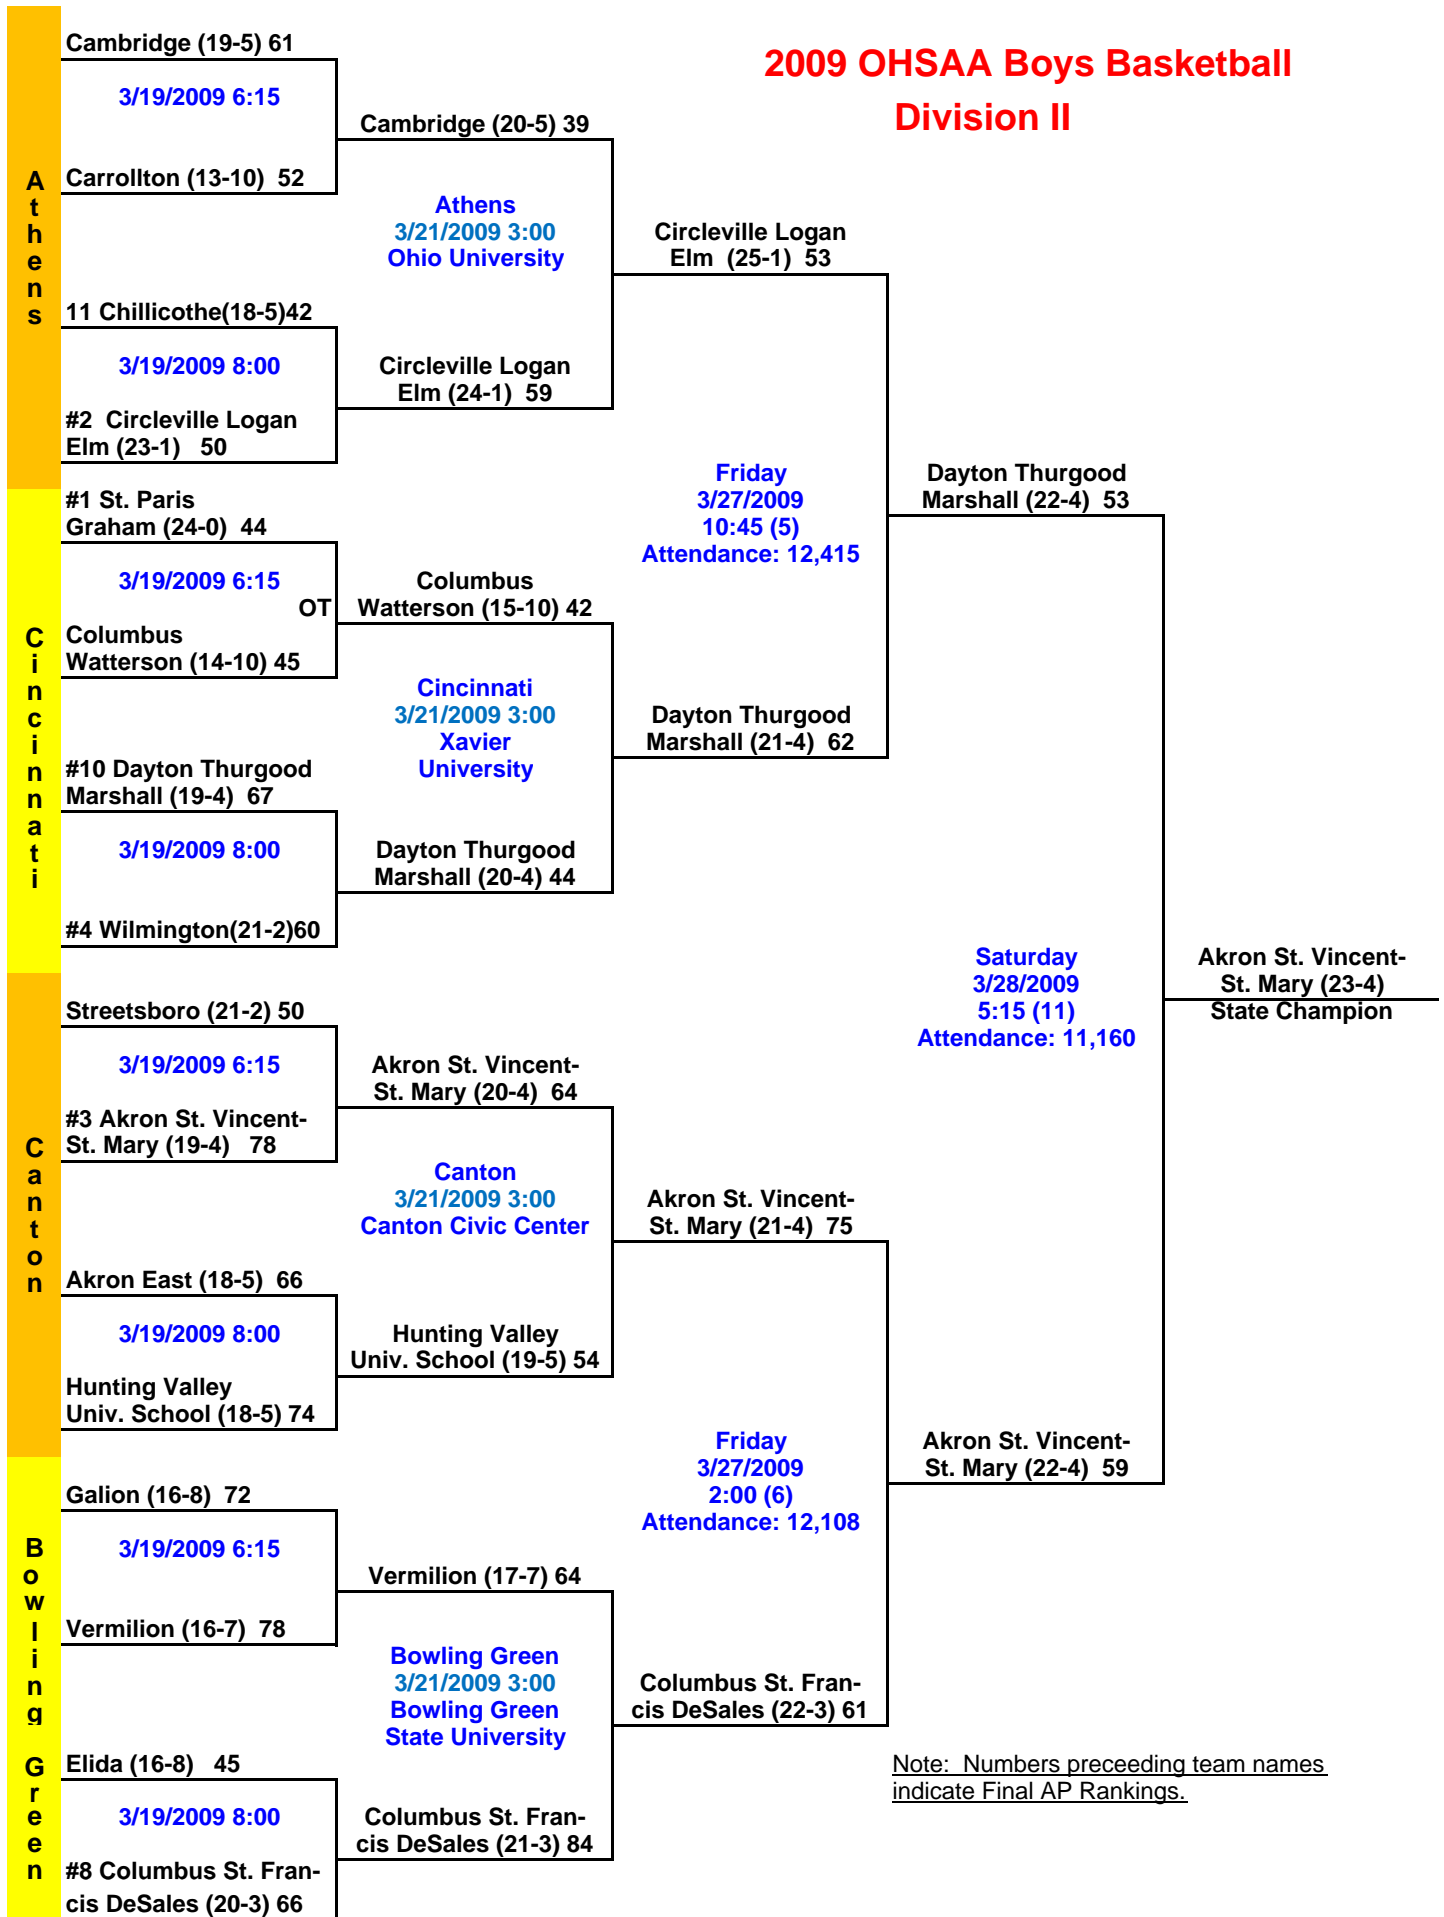 2009 OHSAA Boys Basketball
Division II
Athens
Cambridge (19-5) 61
3/19/2009 6:15
Carrollton (13-10) 52
11 Chillicothe(18-5)42
3/19/2009 8:00
#2 Circleville Logan
Elm (23-1) 50
Cincinnati
#1 St. Paris
Graham (24-0) 44
3/19/2009 6:15
OT
Columbus
Watterson (14-10) 45
#10 Dayton Thurgood
Marshall (19-4) 67
3/19/2009 8:00
#4 Wilmington(21-2)60
Canton
Streetsboro (21-2) 50
3/19/2009 6:15
#3 Akron St. Vincent-
St. Mary (19-4) 78
Akron East (18-5) 66
3/19/2009 8:00
Hunting Valley
Univ. School (18-5) 74
Bowling Green
Galion (16-8) 72
3/19/2009 6:15
Vermilion (16-7) 78
Elida (16-8) 45
3/19/2009 8:00
#8 Columbus St. Fran-
cis DeSales (20-3) 66
Cambridge (20-5) 39
Athens
3/21/2009 3:00
Ohio University
Circleville Logan
Elm (24-1) 59
Columbus
Watterson (15-10) 42
Cincinnati
3/21/2009 3:00
Xavier
University
Dayton Thurgood
Marshall (20-4) 44
Akron St. Vincent-
St. Mary (20-4) 64
Canton
3/21/2009 3:00
Canton Civic Center
Hunting Valley
Univ. School (19-5) 54
Vermilion (17-7) 64
Bowling Green
3/21/2009 3:00
Bowling Green
State University
Columbus St. Fran-
cis DeSales (21-3) 84
Circleville Logan
Elm (25-1) 53
Friday
3/27/2009
10:45 (5)
Attendance: 12,415
Dayton Thurgood
Marshall (21-4) 62
Akron St. Vincent-
St. Mary (21-4) 75
Friday
3/27/2009
2:00 (6)
Attendance: 12,108
Columbus St. Fran-
cis DeSales (22-3) 61
Dayton Thurgood
Marshall (22-4) 53
Saturday
3/28/2009
5:15 (11)
Attendance: 11,160
Akron St. Vincent-
St. Mary (22-4) 59
Akron St. Vincent-
St. Mary (23-4)
State Champion
Note: Numbers preceeding team names
indicate Final AP Rankings.